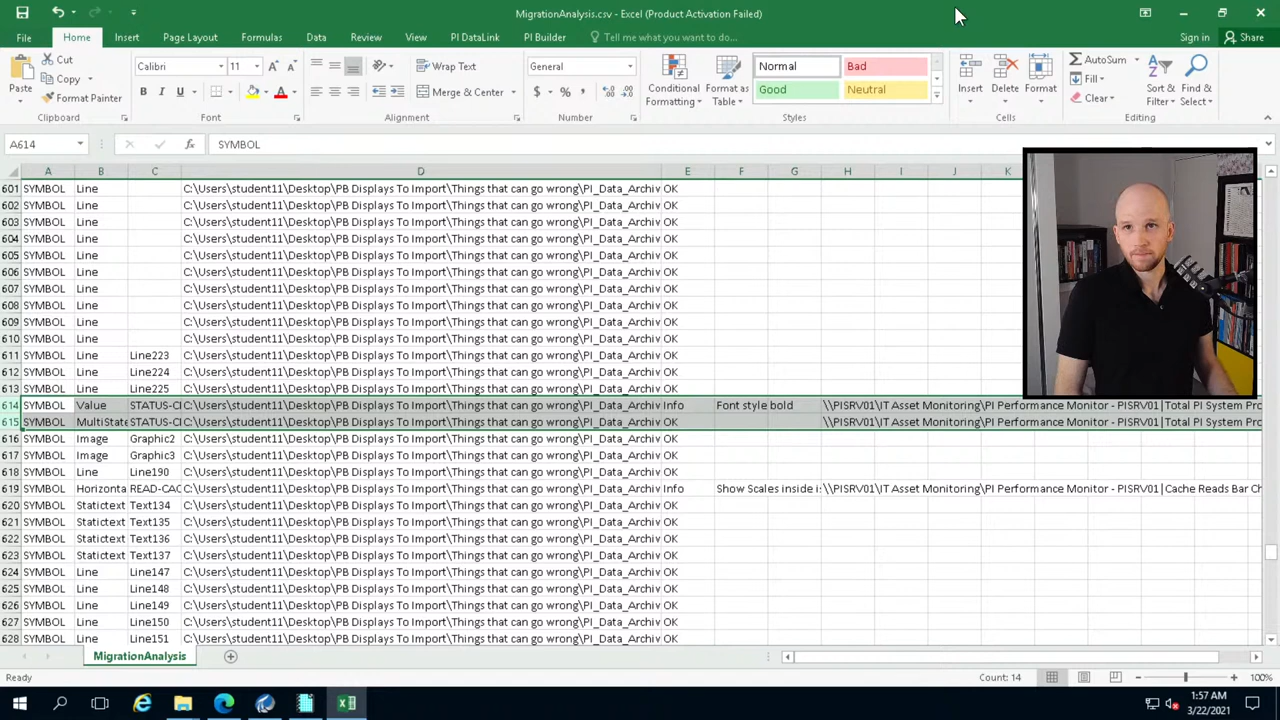 MigrationAnalysis.csv - Excel (Product Activation Failed)
File Home Insert Page Layout Formulas Data Review View PI DataLink PI Builder Tell me what you want to do... Sign in Share
Cut Calibri 11 Wrap Text General Normal Bad AutoSum
Copy Paste Format Painter B I U Merge & Center $ % Conditional Formatting Format as Table Good Neutral Insert Delete Format Fill Clear Sort & Filter Find & Select
Clipboard Font Alignment Number Styles Cells Editing
A614 fx SYMBOL
A B C D E F G H I J K
601 SYMBOL Line C:\Users\student11\Desktop\PB Displays To Import\Things that can go wrong\PI_Data_Archiv OK
602 SYMBOL Line C:\Users\student11\Desktop\PB Displays To Import\Things that can go wrong\PI_Data_Archiv OK
603 SYMBOL Line C:\Users\student11\Desktop\PB Displays To Import\Things that can go wrong\PI_Data_Archiv OK
604 SYMBOL Line C:\Users\student11\Desktop\PB Displays To Import\Things that can go wrong\PI_Data_Archiv OK
605 SYMBOL Line C:\Users\student11\Desktop\PB Displays To Import\Things that can go wrong\PI_Data_Archiv OK
606 SYMBOL Line C:\Users\student11\Desktop\PB Displays To Import\Things that can go wrong\PI_Data_Archiv OK
607 SYMBOL Line C:\Users\student11\Desktop\PB Displays To Import\Things that can go wrong\PI_Data_Archiv OK
608 SYMBOL Line C:\Users\student11\Desktop\PB Displays To Import\Things that can go wrong\PI_Data_Archiv OK
609 SYMBOL Line C:\Users\student11\Desktop\PB Displays To Import\Things that can go wrong\PI_Data_Archiv OK
610 SYMBOL Line C:\Users\student11\Desktop\PB Displays To Import\Things that can go wrong\PI_Data_Archiv OK
611 SYMBOL Line Line223 C:\Users\student11\Desktop\PB Displays To Import\Things that can go wrong\PI_Data_Archiv OK
612 SYMBOL Line Line224 C:\Users\student11\Desktop\PB Displays To Import\Things that can go wrong\PI_Data_Archiv OK
613 SYMBOL Line Line225 C:\Users\student11\Desktop\PB Displays To Import\Things that can go wrong\PI_Data_Archiv OK
614 SYMBOL Value STATUS-CI C:\Users\student11\Desktop\PB Displays To Import\Things that can go wrong\PI_Data_Archiv Info Font style bold \\PISRV01\IT Asset Monitoring\PI Performance Monitor - PISRV01|Total PI System Pro
615 SYMBOL MultiState STATUS-CI C:\Users\student11\Desktop\PB Displays To Import\Things that can go wrong\PI_Data_Archiv OK \\PISRV01\IT Asset Monitoring\PI Performance Monitor - PISRV01|Total PI System Pro
616 SYMBOL Image Graphic2 C:\Users\student11\Desktop\PB Displays To Import\Things that can go wrong\PI_Data_Archiv OK
617 SYMBOL Image Graphic3 C:\Users\student11\Desktop\PB Displays To Import\Things that can go wrong\PI_Data_Archiv OK
618 SYMBOL Line Line190 C:\Users\student11\Desktop\PB Displays To Import\Things that can go wrong\PI_Data_Archiv OK
619 SYMBOL Horizonta READ-CAC C:\Users\student11\Desktop\PB Displays To Import\Things that can go wrong\PI_Data_Archiv Info Show Scales inside i \\PISRV01\IT Asset Monitoring\PI Performance Monitor - PISRV01|Cache Reads Bar Ch
620 SYMBOL Statictext Text134 C:\Users\student11\Desktop\PB Displays To Import\Things that can go wrong\PI_Data_Archiv OK
621 SYMBOL Statictext Text135 C:\Users\student11\Desktop\PB Displays To Import\Things that can go wrong\PI_Data_Archiv OK
622 SYMBOL Statictext Text136 C:\Users\student11\Desktop\PB Displays To Import\Things that can go wrong\PI_Data_Archiv OK
623 SYMBOL Statictext Text137 C:\Users\student11\Desktop\PB Displays To Import\Things that can go wrong\PI_Data_Archiv OK
624 SYMBOL Line Line147 C:\Users\student11\Desktop\PB Displays To Import\Things that can go wrong\PI_Data_Archiv OK
625 SYMBOL Line Line148 C:\Users\student11\Desktop\PB Displays To Import\Things that can go wrong\PI_Data_Archiv OK
626 SYMBOL Line Line149 C:\Users\student11\Desktop\PB Displays To Import\Things that can go wrong\PI_Data_Archiv OK
627 SYMBOL Line Line150 C:\Users\student11\Desktop\PB Displays To Import\Things that can go wrong\PI_Data_Archiv OK
628 SYMBOL Line Line151 C:\Users\student11\Desktop\PB Displays To Import\Things that can go wrong\PI_Data_Archiv OK
MigrationAnalysis
Ready Count: 14 100%
1:57 AM
3/22/2021